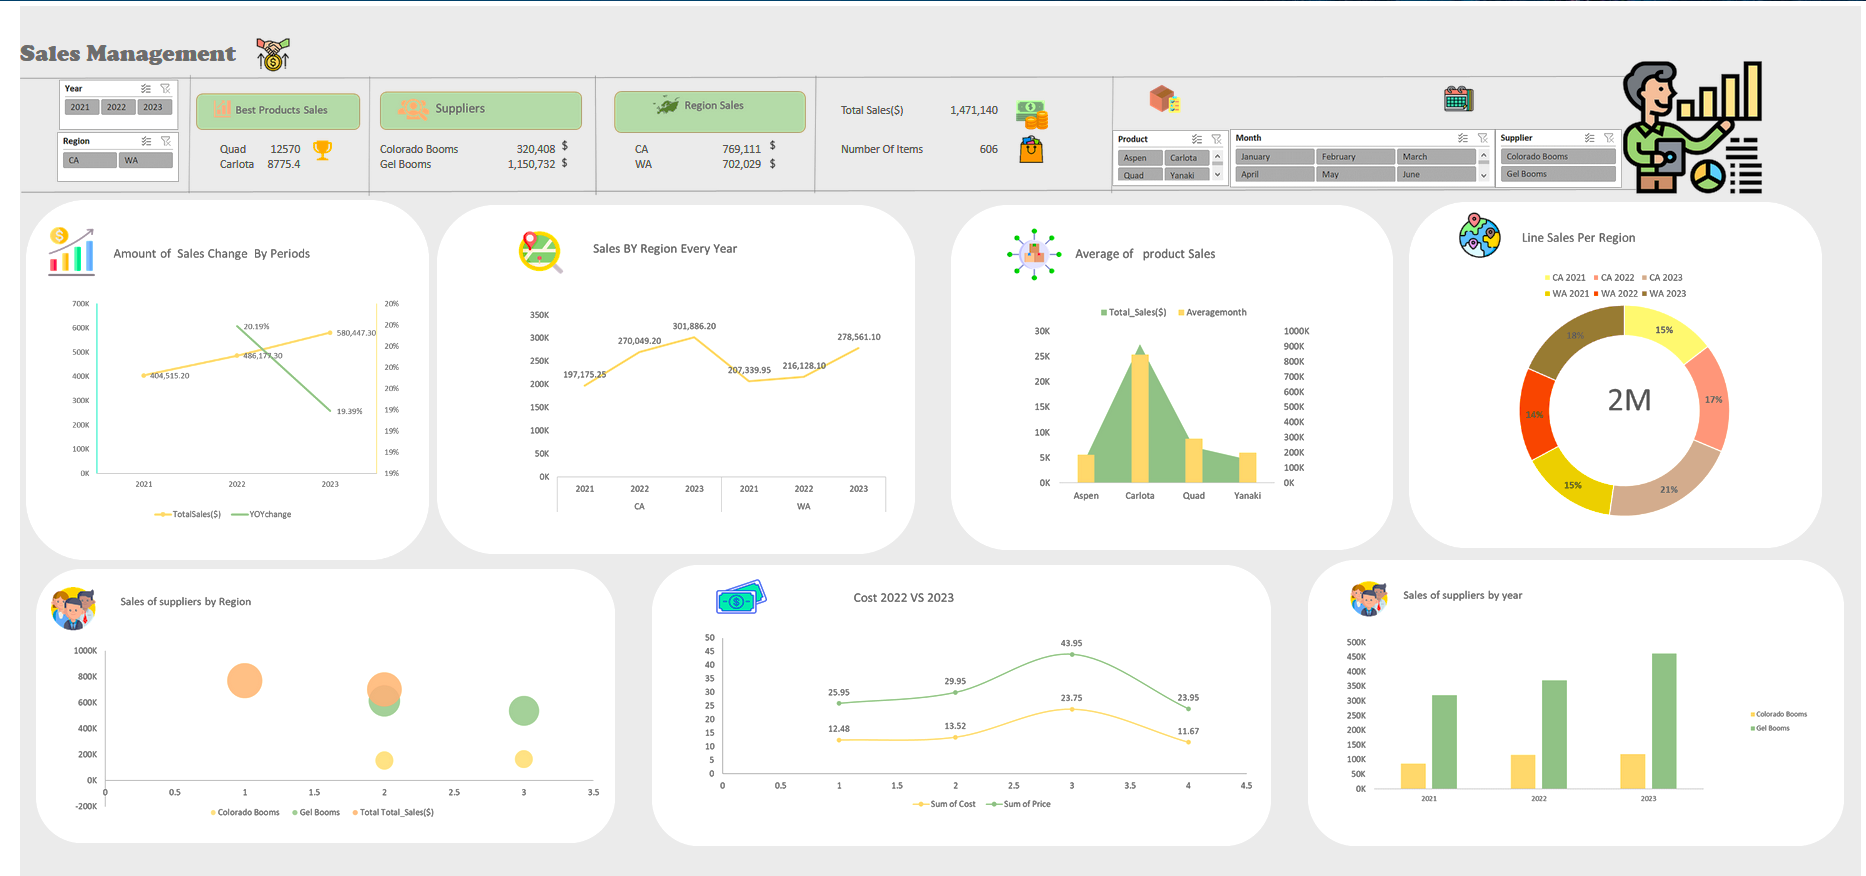 Sales Management
Year
2021 2022 2023
Region
CA WA
Best Products Sales
Quad 12570
Carlota 8775.4
Suppliers
Colorado Booms 320,408 $
Gel Booms 1,150,732 $
Region Sales
CA 769,111 $
WA 702,029 $
Total Sales($) 1,471,140
Number Of Items 606
Product
Aspen Carlota
Quad Yanaki
Month
January February March
April May June
Supplier
Colorado Booms
Gel Booms
Amount of Sales Change By Periods
700K
600K
500K
400K
300K
200K
100K
0K
20%
20%
20%
20%
20%
19%
19%
19%
19%
20.19%
580,447.30
486,177.30
404,515.20
19.39%
2021 2022 2023
TotalSales($) YOYchange
Sales BY Region Every Year
350K
300K
250K
200K
150K
100K
50K
0K
197,175.25
270,049.20
301,886.20
207,339.95
216,128.10
278,561.10
2021 2022 2023 2021 2022 2023
CA WA
Average of product Sales
Total_Sales($) Averagemonth
30K
25K
20K
15K
10K
5K
0K
1000K
900K
800K
700K
600K
500K
400K
300K
200K
100K
0K
Aspen Carlota Quad Yanaki
Line Sales Per Region
CA 2021 CA 2022 CA 2023
WA 2021 WA 2022 WA 2023
15%
17%
21%
15%
14%
18%
2M
Sales of suppliers by Region
1000K
800K
600K
400K
200K
0K
-200K
0 0.5 1 1.5 2 2.5 3 3.5
Colorado Booms Gel Booms Total Total_Sales($)
Cost 2022 VS 2023
50
45
40
35
30
25
20
15
10
5
0
25.95
29.95
43.95
23.95
12.48
13.52
23.75
11.67
0 0.5 1 1.5 2 2.5 3 3.5 4 4.5
Sum of Cost Sum of Price
Sales of suppliers by year
500K
450K
400K
350K
300K
250K
200K
150K
100K
50K
0K
2021 2022 2023
Colorado Booms
Gel Booms